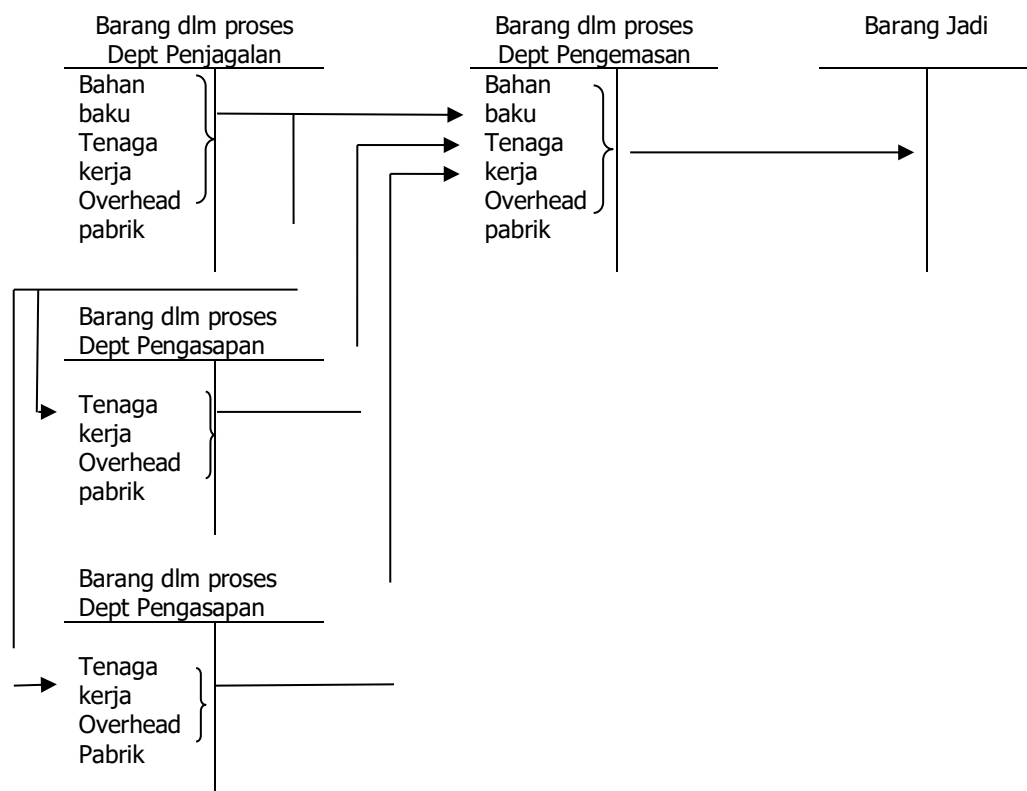 Barang dlm proses
Dept Penjagalan
Bahan
baku
Tenaga
kerja
Overhead
pabrik
Barang dlm proses
Dept Pengemasan
Bahan
baku
Tenaga
kerja
Overhead
pabrik
Barang Jadi
Barang dlm proses
Dept Pengasapan
Tenaga
kerja
Overhead
pabrik
Barang dlm proses
Dept Pengasapan
Tenaga
kerja
Overhead
Pabrik